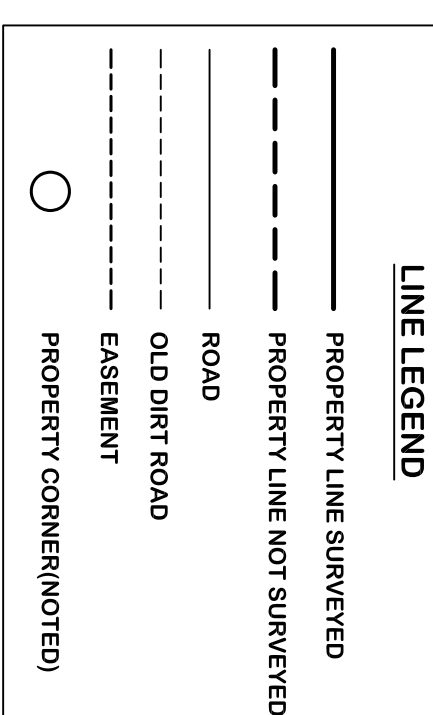 LINE LEGEND
PROPERTY LINE SURVEYED
PROPERTY LINE NOT SURVEYED
ROAD
OLD DIRT ROAD
EASEMENT
PROPERTY CORNER(NOTED)